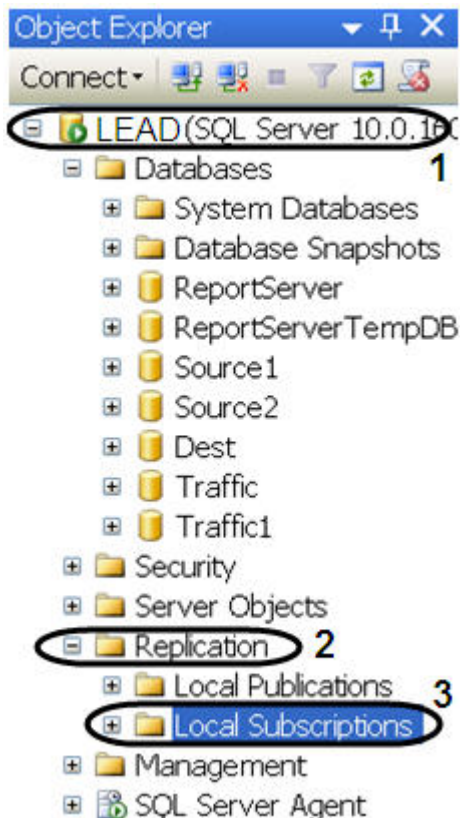 Object Explorer
Connect
LEAD(SQL Server 10.0.160
1
Databases
System Databases
Database Snapshots
ReportServer
ReportServerTempDB
Source1
Source2
Dest
Traffic
Traffic1
Security
Server Objects
Replication 2
Local Publications
3
Local Subscriptions
Management
SQL Server Agent